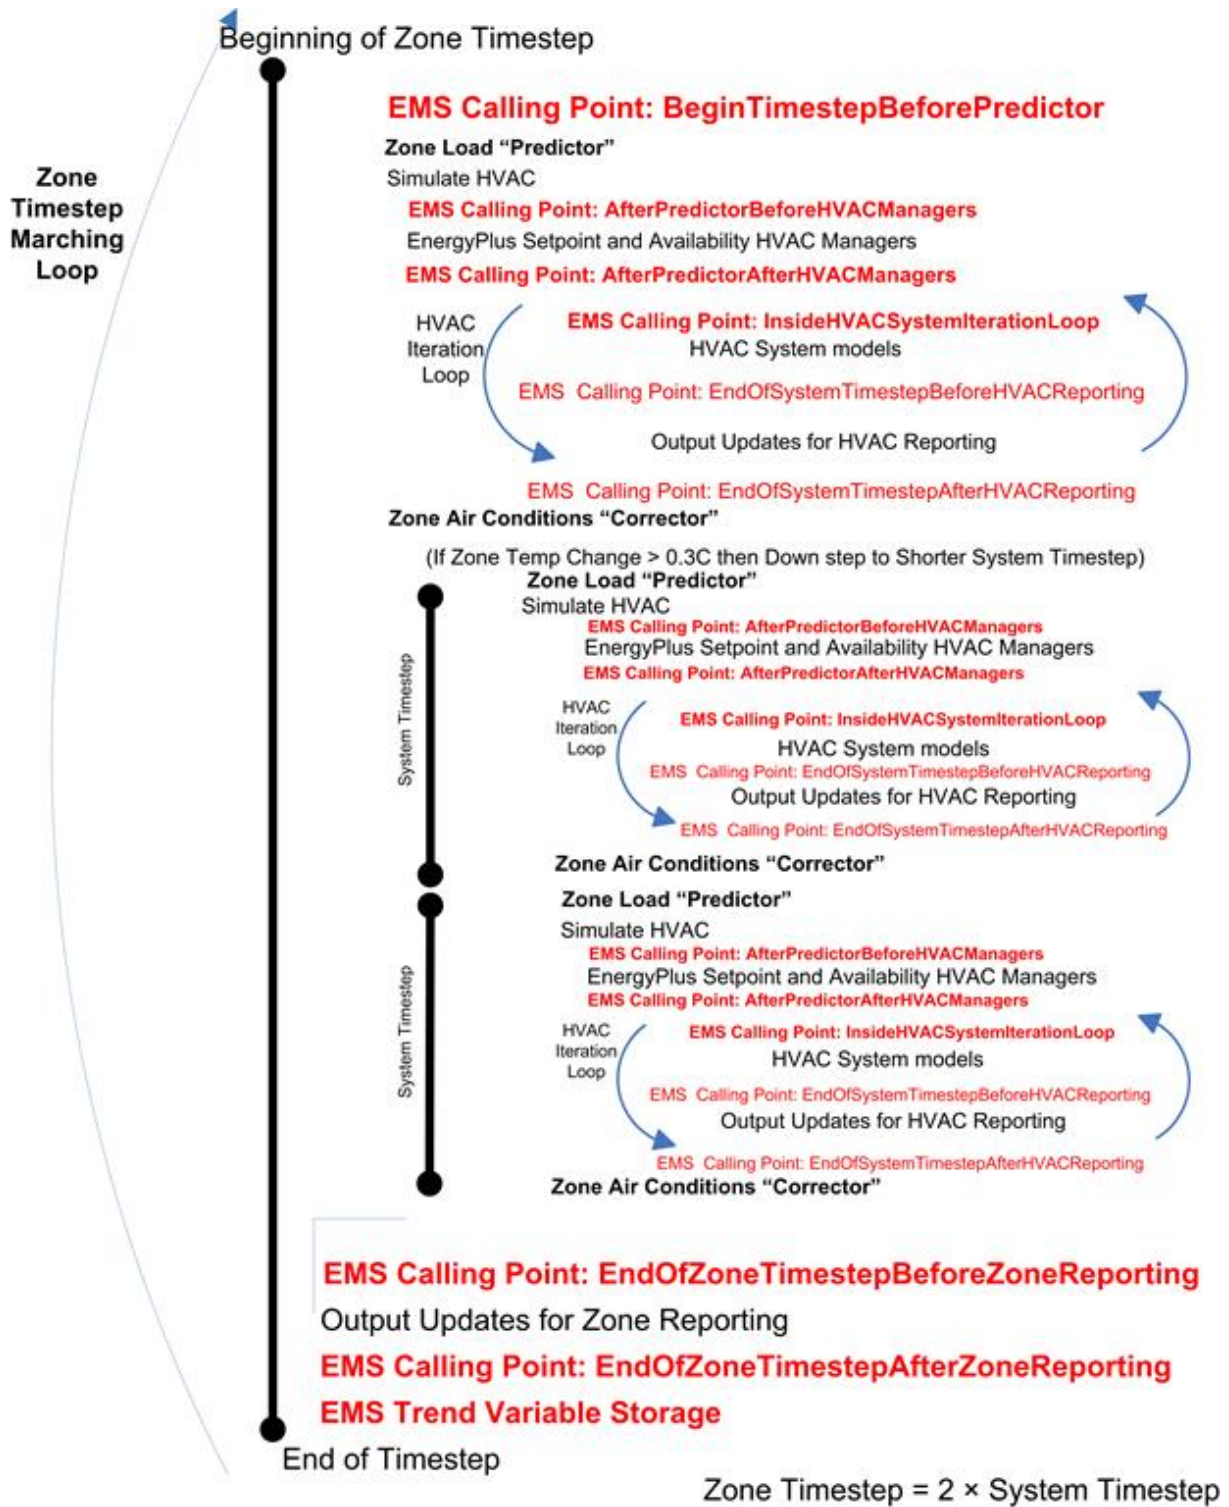 Beginning of Zone Timestep
EMS Calling Point: BeginTimestepBeforePredictor
Zone Load “Predictor”
Simulate HVAC
Zone
Timestep
Marching
Loop
EMS Calling Point: AfterPredictorBeforeHVACManagers
EnergyPlus Setpoint and Availability HVAC Managers
EMS Calling Point: AfterPredictorAfterHVACManagers
HVAC
Iteration
Loop
EMS Calling Point: InsideHVACSystemIterationLoop
HVAC System models
EMS Calling Point: EndOfSystemTimestepBeforeHVACReporting
Output Updates for HVAC Reporting
EMS Calling Point: EndOfSystemTimestepAfterHVACReporting
Zone Air Conditions “Corrector”
(If Zone Temp Change > 0.3C then Down step to Shorter System Timestep)
System Timestep
Zone Load “Predictor”
Simulate HVAC
EMS Calling Point: AfterPredictorBeforeHVACManagers
EnergyPlus Setpoint and Availability HVAC Managers
EMS Calling Point: AfterPredictorAfterHVACManagers
HVAC
Iteration
Loop
EMS Calling Point: InsideHVACSystemIterationLoop
HVAC System models
EMS Calling Point: EndOfSystemTimestepBeforeHVACReporting
Output Updates for HVAC Reporting
EMS Calling Point: EndOfSystemTimestepAfterHVACReporting
Zone Air Conditions “Corrector”
System Timestep
Zone Load “Predictor”
Simulate HVAC
EMS Calling Point: AfterPredictorBeforeHVACManagers
EnergyPlus Setpoint and Availability HVAC Managers
EMS Calling Point: AfterPredictorAfterHVACManagers
HVAC
Iteration
Loop
EMS Calling Point: InsideHVACSystemIterationLoop
HVAC System models
EMS Calling Point: EndOfSystemTimestepBeforeHVACReporting
Output Updates for HVAC Reporting
EMS Calling Point: EndOfSystemTimestepAfterHVACReporting
Zone Air Conditions “Corrector”
EMS Calling Point: EndOfZoneTimestepBeforeZoneReporting
Output Updates for Zone Reporting
EMS Calling Point: EndOfZoneTimestepAfterZoneReporting
EMS Trend Variable Storage
End of Timestep
Zone Timestep = 2 × System Timestep